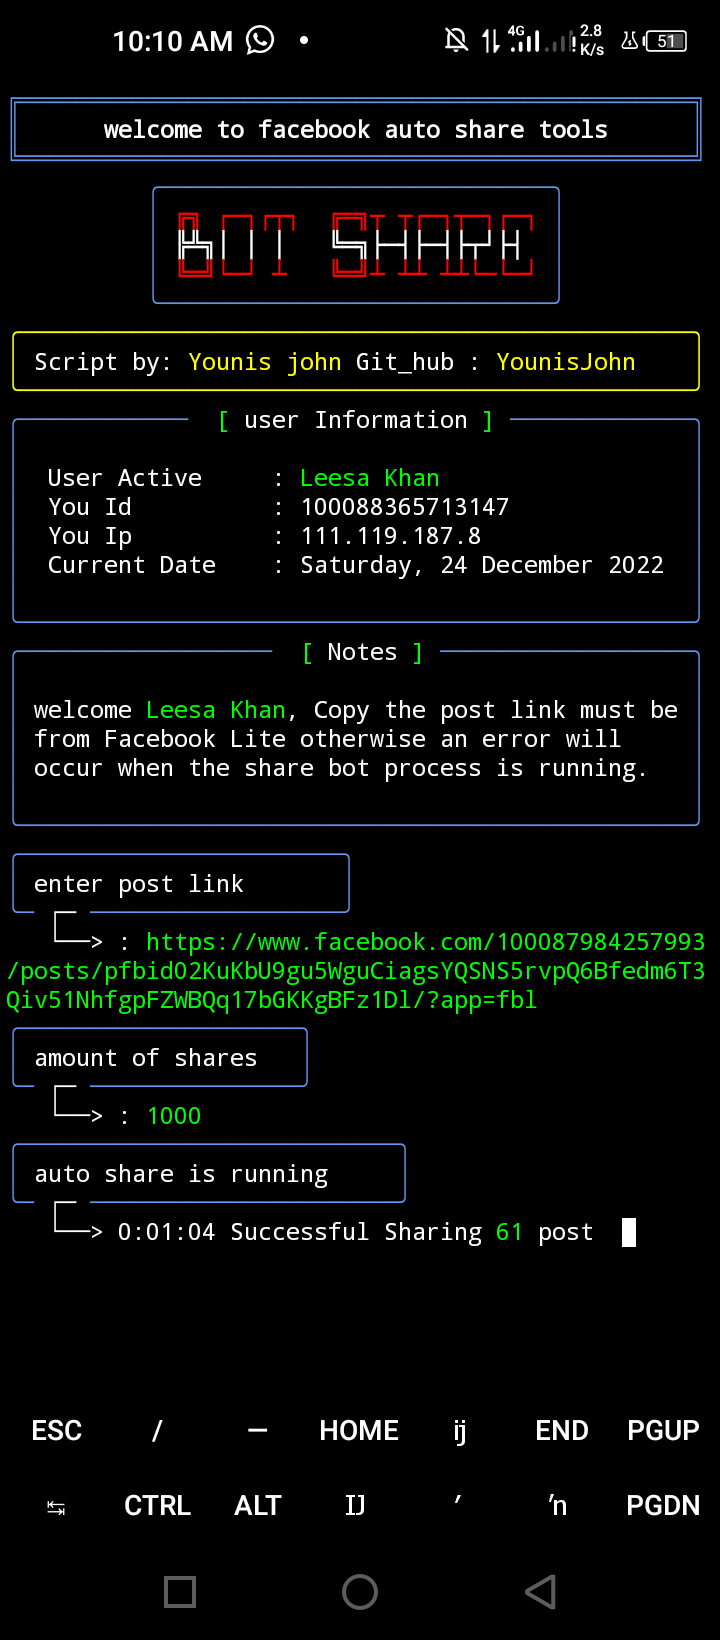 10:10 AM
4G
2.8
K/s
51
welcome to facebook auto share tools
BOT SHARE
Script by: Younis john Git_hub : YounisJohn
[ user Information ]
User Active : Leesa Khan
You Id : 100088365713147
You Ip : 111.119.187.8
Current Date : Saturday, 24 December 2022
[ Notes ]
welcome Leesa Khan, Copy the post link must be
from Facebook Lite otherwise an error will
occur when the share bot process is running.
enter post link
> : https://www.facebook.com/100087984257993
/posts/pfbid02KuKbU9gu5WguCiagsYQSNS5rvpQ6Bfedm6T3
Qiv51NhfgpFZWBQq17bGKKgBFz1Dl/?app=fbl
amount of shares
> : 1000
auto share is running
> 0:01:04 Successful Sharing 61 post
ESC / — HOME ij END PGUP
↹ CTRL ALT IJ ′ ŉ PGDN